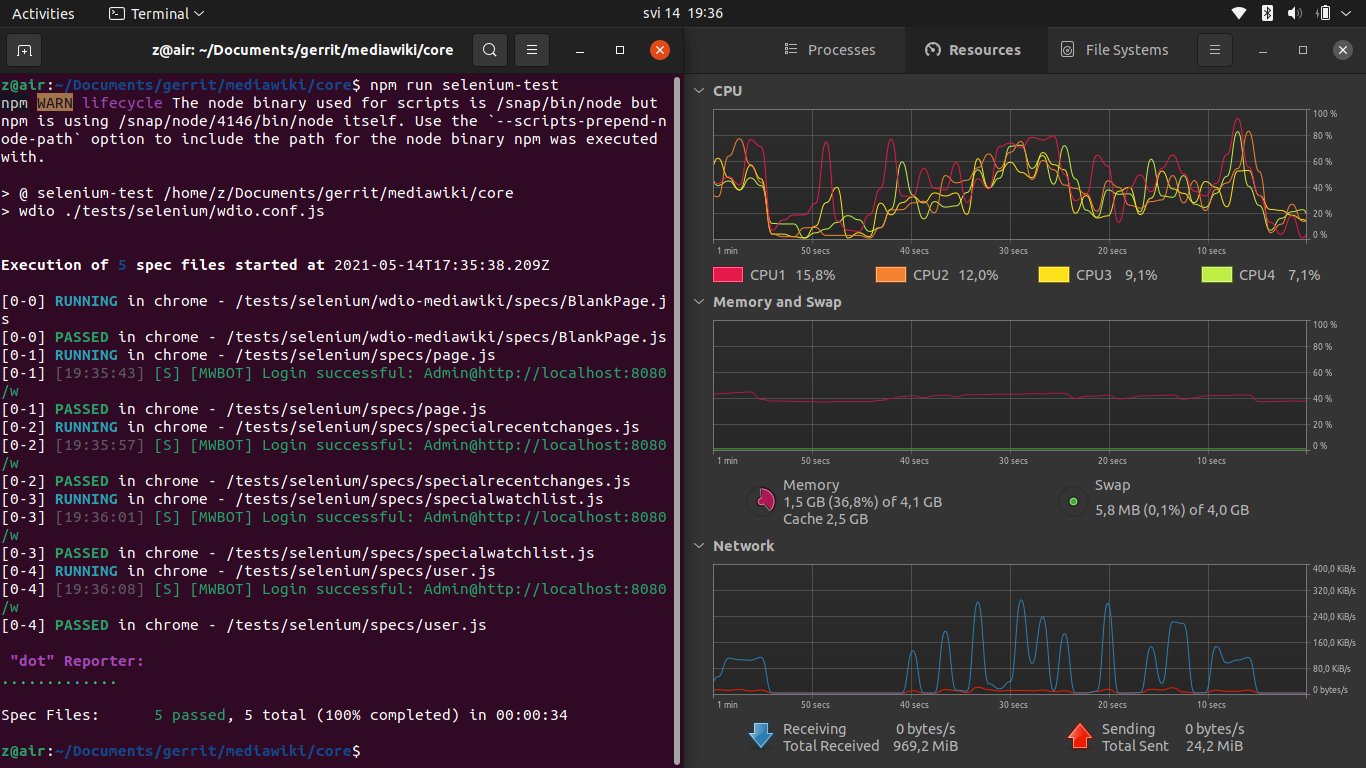 Activities
Terminal
svi 14 19:36
z@air: ~/Documents/gerrit/mediawiki/core
z@air:~/Documents/gerrit/mediawiki/core$ npm run selenium-test
npm WARN lifecycle The node binary used for scripts is /snap/bin/node but
npm is using /snap/node/4146/bin/node itself. Use the `--scripts-prepend-n
ode-path` option to include the path for the node binary npm was executed
with.
> @ selenium-test /home/z/Documents/gerrit/mediawiki/core
> wdio ./tests/selenium/wdio.conf.js
Execution of 5 spec files started at 2021-05-14T17:35:38.209Z
[0-0] RUNNING in chrome - /tests/selenium/wdio-mediawiki/specs/BlankPage.j
s
[0-0] PASSED in chrome - /tests/selenium/wdio-mediawiki/specs/BlankPage.js
[0-1] RUNNING in chrome - /tests/selenium/specs/page.js
[0-1] [19:35:43] [S] [MWBOT] Login successful: Admin@http://localhost:8080
/w
[0-1] PASSED in chrome - /tests/selenium/specs/page.js
[0-2] RUNNING in chrome - /tests/selenium/specs/specialrecentchanges.js
[0-2] [19:35:57] [S] [MWBOT] Login successful: Admin@http://localhost:8080
/w
[0-2] PASSED in chrome - /tests/selenium/specs/specialrecentchanges.js
[0-3] RUNNING in chrome - /tests/selenium/specs/specialwatchlist.js
[0-3] [19:36:01] [S] [MWBOT] Login successful: Admin@http://localhost:8080
/w
[0-3] PASSED in chrome - /tests/selenium/specs/specialwatchlist.js
[0-4] RUNNING in chrome - /tests/selenium/specs/user.js
[0-4] [19:36:08] [S] [MWBOT] Login successful: Admin@http://localhost:8080
/w
[0-4] PASSED in chrome - /tests/selenium/specs/user.js
"dot" Reporter:
.............
Spec Files: 5 passed, 5 total (100% completed) in 00:00:34
z@air:~/Documents/gerrit/mediawiki/core$
Processes
Resources
File Systems
CPU
100 %
80 %
60 %
40 %
20 %
0 %
1 min 50 secs 40 secs 30 secs 20 secs 10 secs
CPU1 15,8% CPU2 12,0% CPU3 9,1% CPU4 7,1%
Memory and Swap
100 %
80 %
60 %
40 %
20 %
0 %
1 min 50 secs 40 secs 30 secs 20 secs 10 secs
Memory
1,5 GB (36,8%) of 4,1 GB
Cache 2,5 GB
Swap
5,8 MB (0,1%) of 4,0 GB
Network
400,0 KiB/s
320,0 KiB/s
240,0 KiB/s
160,0 KiB/s
80,0 KiB/s
0 bytes/s
1 min 50 secs 40 secs 30 secs 20 secs 10 secs
Receiving 0 bytes/s
Total Received 969,2 MiB
Sending 0 bytes/s
Total Sent 24,2 MiB